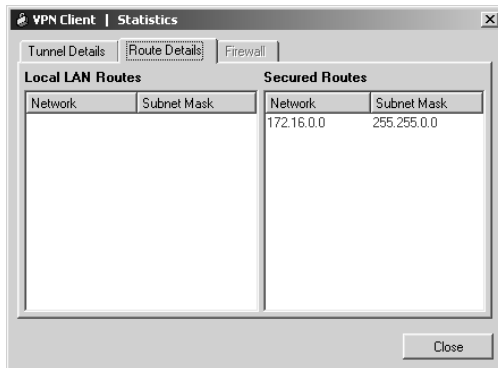 VPN Client | Statistics
Tunnel Details Route Details Firewall
Local LAN Routes Secured Routes
Network Subnet Mask Network Subnet Mask
172.16.0.0 255.255.0.0
Close